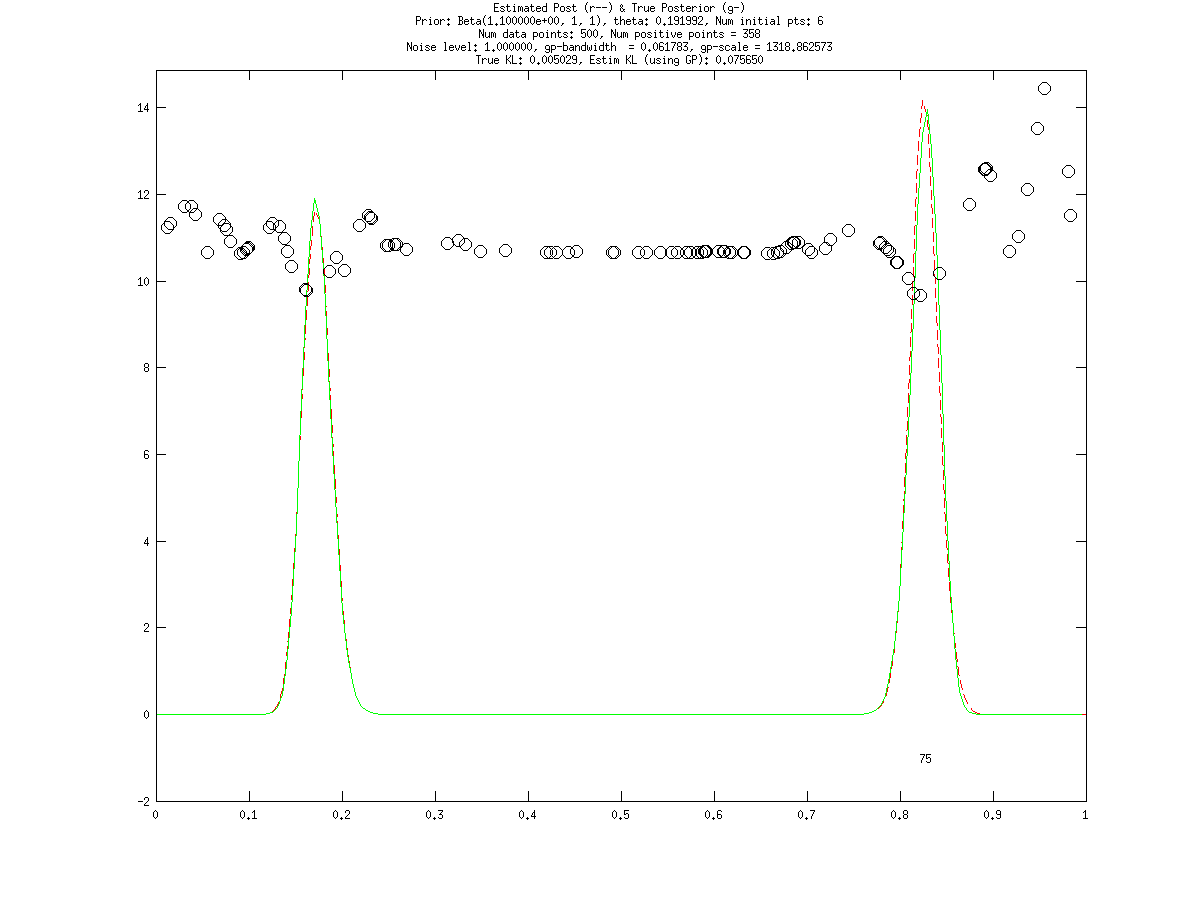 Estimated Post (r--) & True Posterior (g-)
Prior: Beta(1.100000e+00, 1, 1), theta: 0.191992, Num initial pts: 6
Num data points: 500, Num positive points = 358
Noise level: 1.000000, gp-bandwidth  = 0.061783, gp-scale = 1318.862573
True KL: 0.005029, Estim KL (using GP): 0.075650
14
12
10
8
6
4
2
0
75
-2
0 0.1 0.2 0.3 0.4 0.5 0.6 0.7 0.8 0.9 1